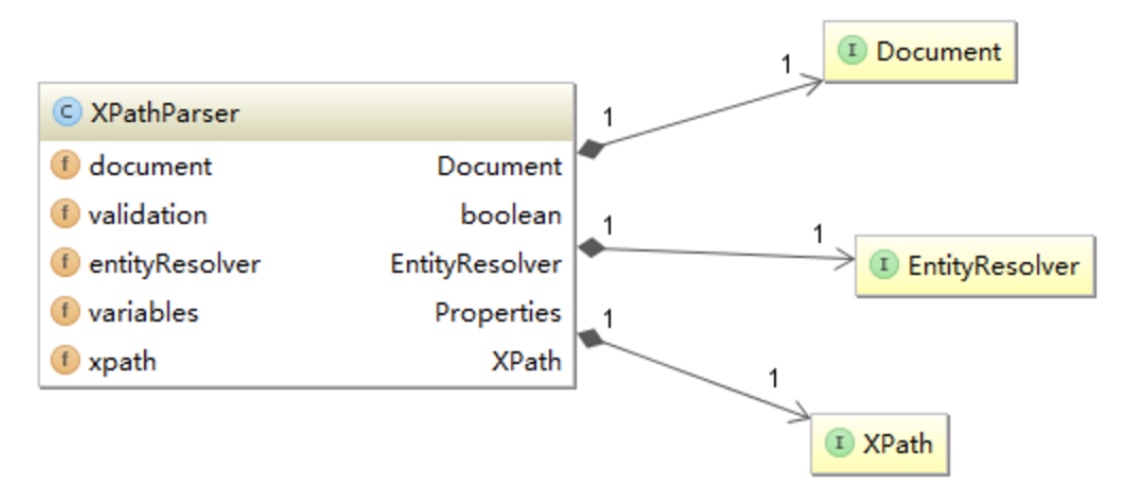 C XPathParser
f document Document
f validation boolean
f entityResolver EntityResolver
f variables Properties
f xpath XPath
1
1
I Document
1
1
I EntityResolver
1
1
I XPath